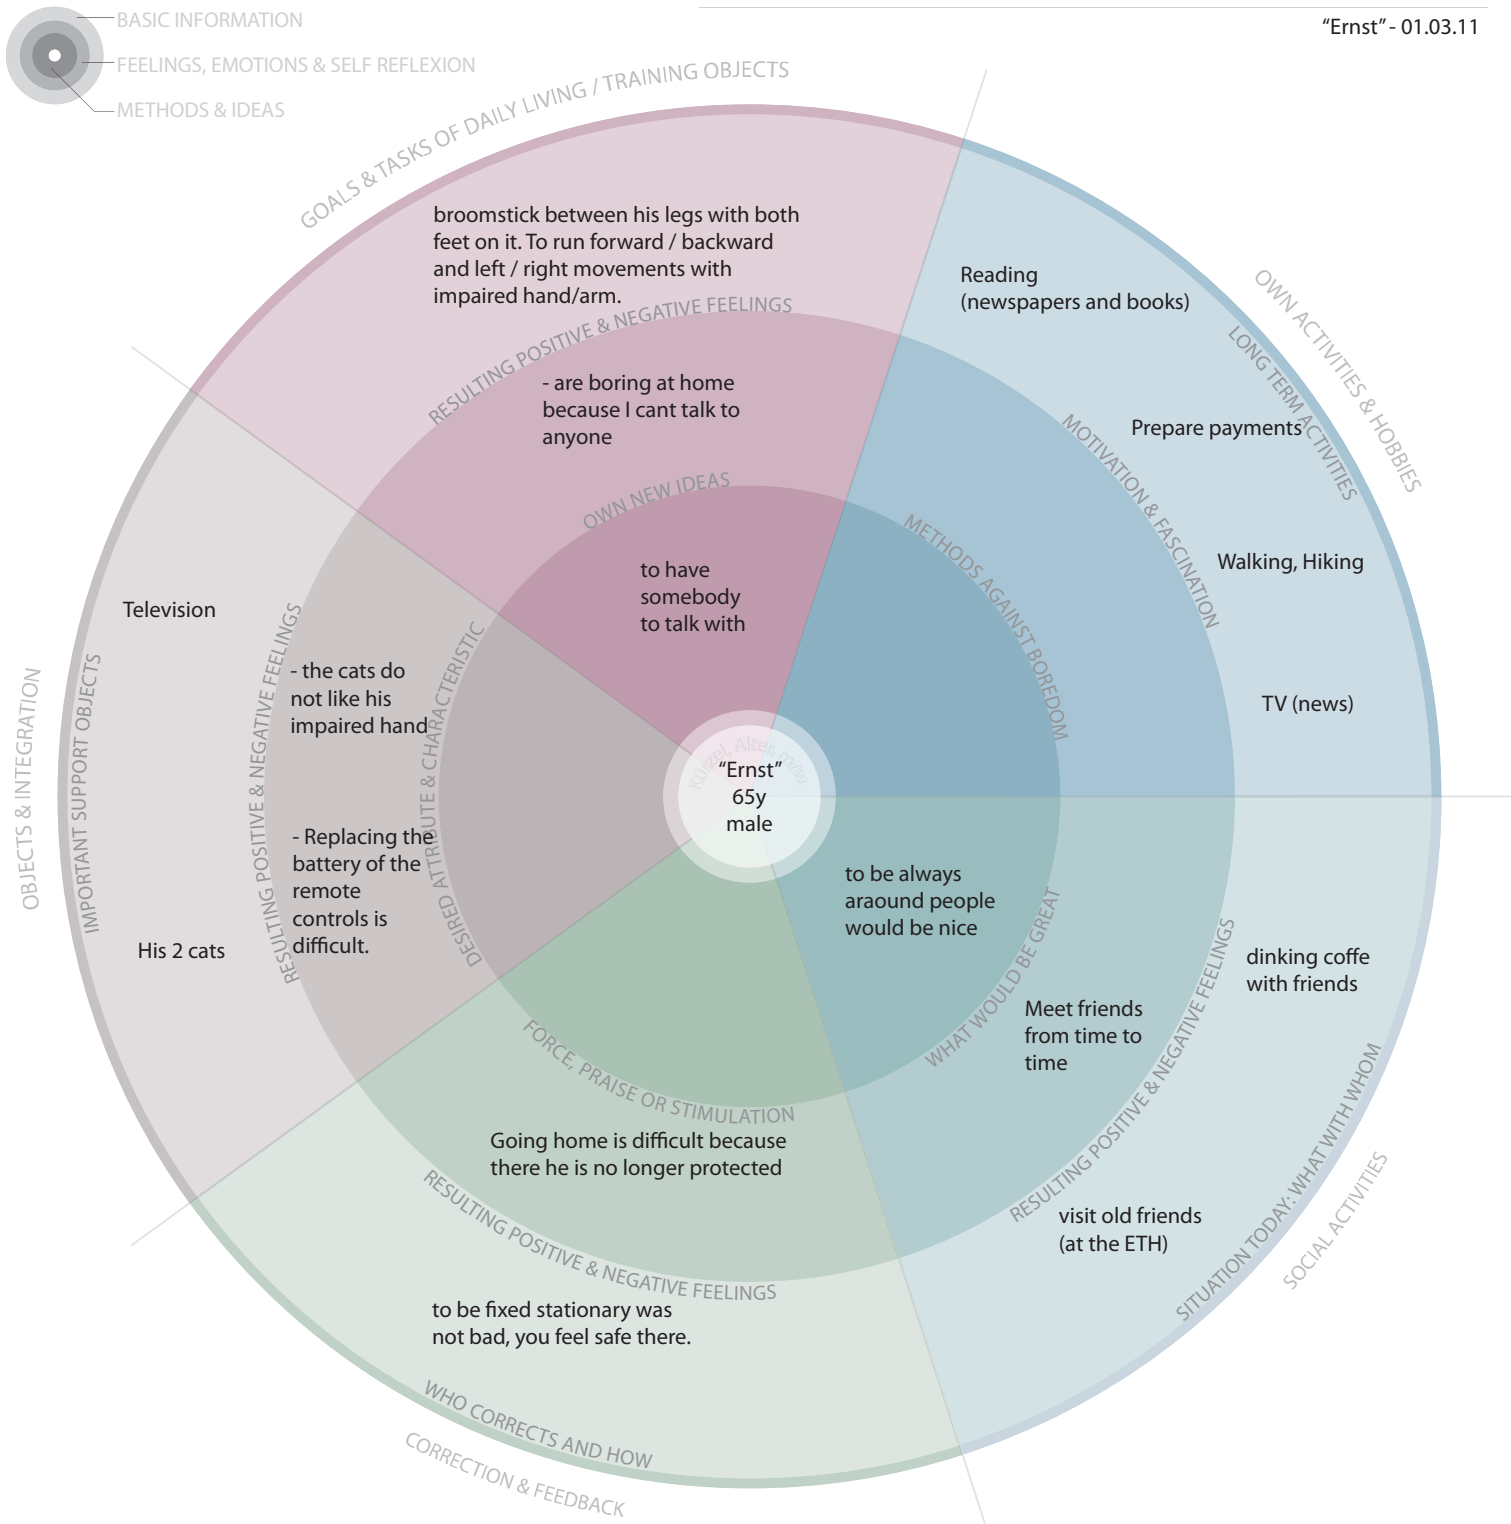 BASIC INFORMATION
FEELINGS, EMOTIONS & SELF REFLEXION
METHODS & IDEAS
“Ernst” - 01.03.11
GOALS & TASKS OF DAILY LIVING / TRAINING OBJECTS
broomstick between his legs with both
feet on it. To run forward / backward
and left / right movements with
impaired hand/arm.
RESULTING POSITIVE & NEGATIVE FEELINGS
- are boring at home
because I cant talk to
anyone
OWN NEW IDEAS
to have
somebody
to talk with
OWN ACTIVITIES & HOBBIES
LONG TERM ACTIVITIES
Reading
(newspapers and books)
Prepare payments
Walking, Hiking
TV (news)
MOTIVATION & FASCINATION
METHODS AGAINST BOREDOM
OBJECTS & INTEGRATION
IMPORTANT SUPPORT OBJECTS
Television
His 2 cats
RESULTING POSITIVE & NEGATIVE FEELINGS
- the cats do
not like his
impaired hand
- Replacing the
battery of the
remote
controls is
difficult.
DESIRED ATTRIBUTE & CHARACTERISTIC
Kürzel, Alter, m/w
“Ernst”
65y
male
to be always
araound people
would be nice
WHAT WOULD BE GREAT
Meet friends
from time to
time
RESULTING POSITIVE & NEGATIVE FEELINGS
dinking coffe
with friends
visit old friends
(at the ETH)
SITUATION TODAY: WHAT WITH WHOM
SOCIAL ACTIVITIES
FORCE, PRAISE OR STIMULATION
Going home is difficult because
there he is no longer protected
RESULTING POSITIVE & NEGATIVE FEELINGS
to be fixed stationary was
not bad, you feel safe there.
WHO CORRECTS AND HOW
CORRECTION & FEEDBACK